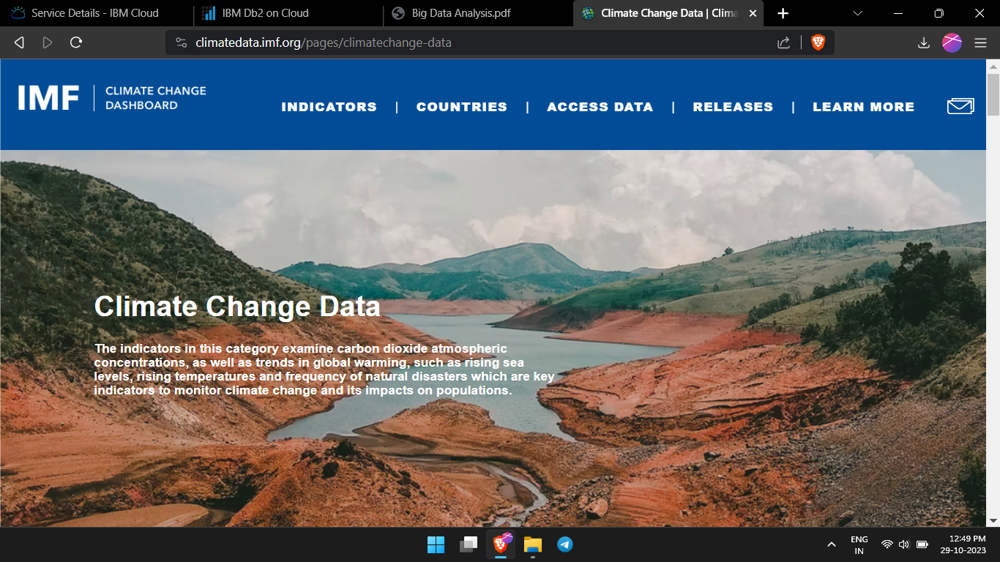 Service Details - IBM Cloud
IBM Db2 on Cloud
Big Data Analysis.pdf
Climate Change Data | Clima
climatedata.imf.org/pages/climatechange-data
IMF
CLIMATE CHANGE
DASHBOARD
INDICATORS | COUNTRIES | ACCESS DATA | RELEASES | LEARN MORE
Climate Change Data
The indicators in this category examine carbon dioxide atmospheric
concentrations, as well as trends in global warming, such as rising sea
levels, rising temperatures and frequency of natural disasters which are key
indicators to monitor climate change and its impacts on populations.
ENG
IN
12:49 PM
29-10-2023